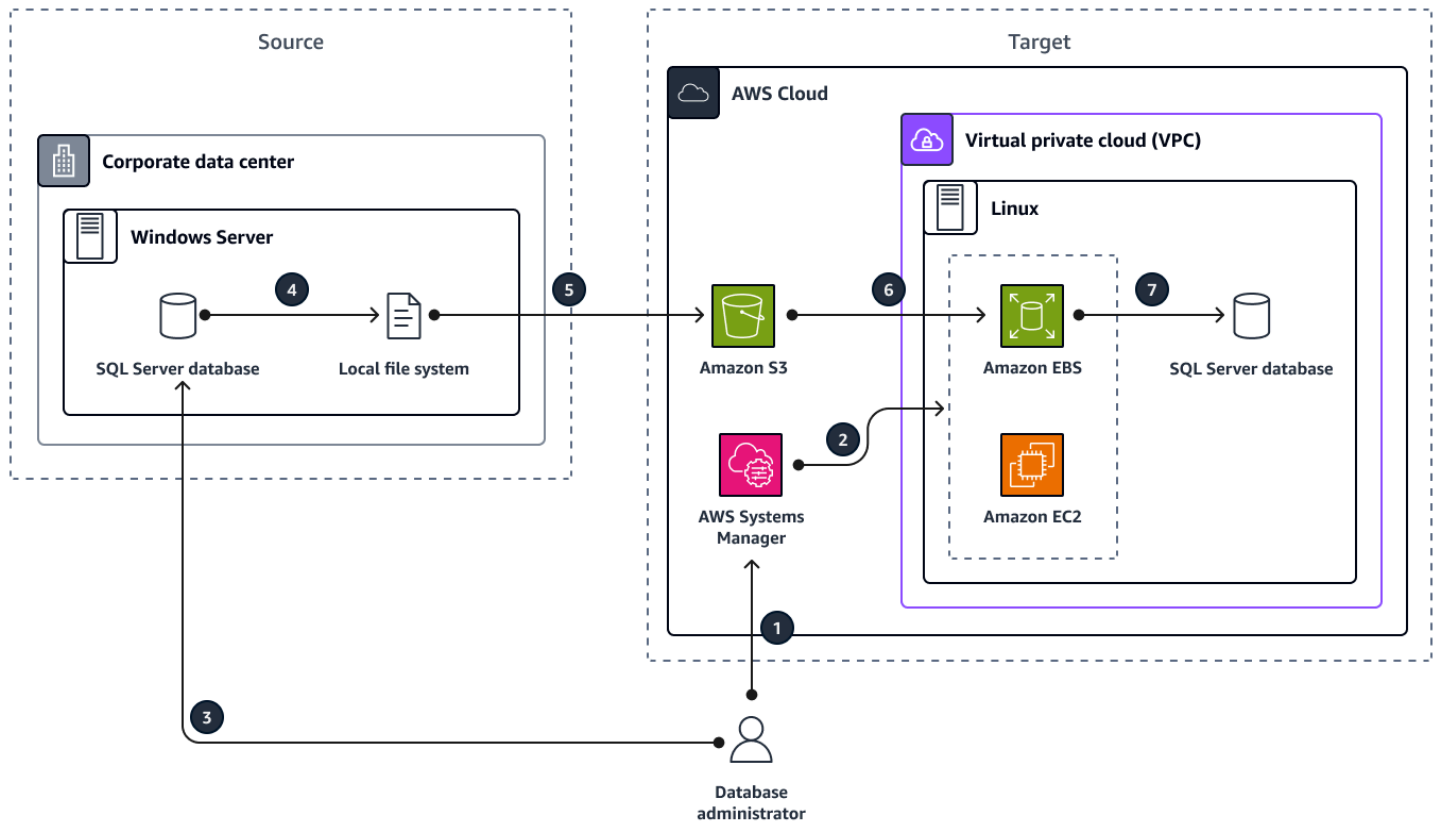 Source
Target
AWS Cloud
Virtual private cloud (VPC)
Corporate data center
Linux
Windows Server
4
5
6
7
SQL Server database
Local file system
Amazon S3
Amazon EBS
SQL Server database
2
AWS Systems
Manager
Amazon EC2
1
3
Database
administrator